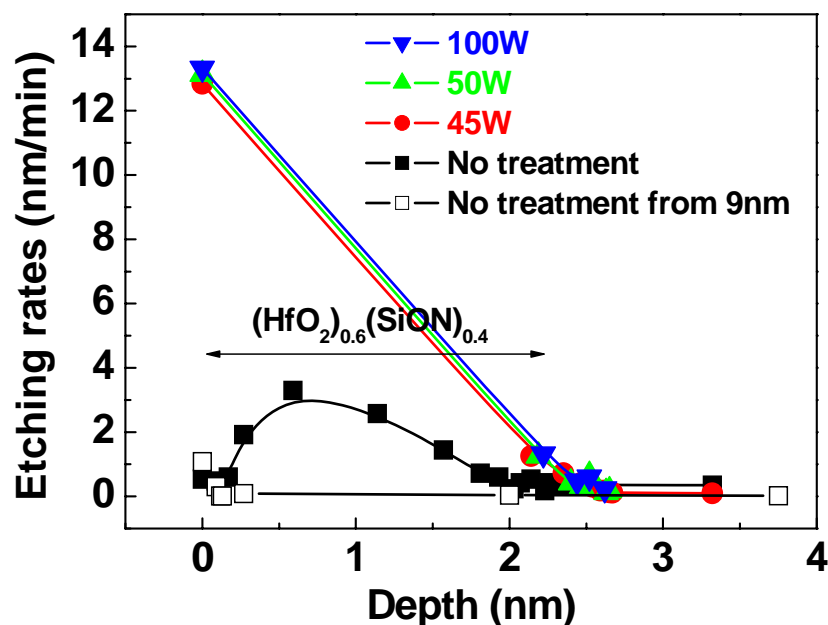 14
12
10
8
6
4
2
0
Etching rates (nm/min)
100W
50W
45W
No treatment
No treatment from 9nm
(HfO2)0.6(SiON)0.4
0 1 2 3 4
Depth (nm)